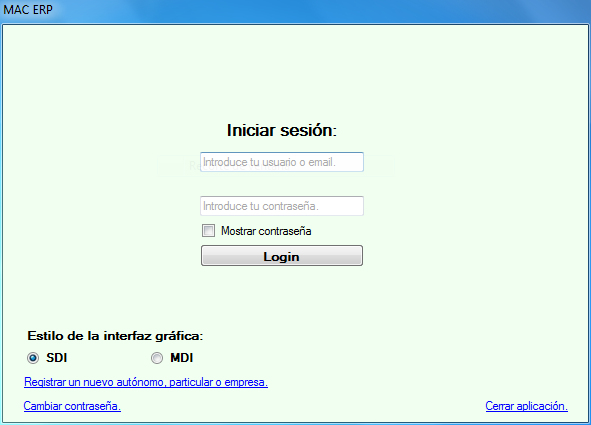 MAC ERP
Iniciar sesión:
Introduce tu usuario o email.
Introduce tu contraseña.
Mostrar contraseña
Login
Estilo de la interfaz gráfica:
SDI MDI
Registrar un nuevo autónomo, particular o empresa.
Cambiar contraseña. Cerrar aplicación.